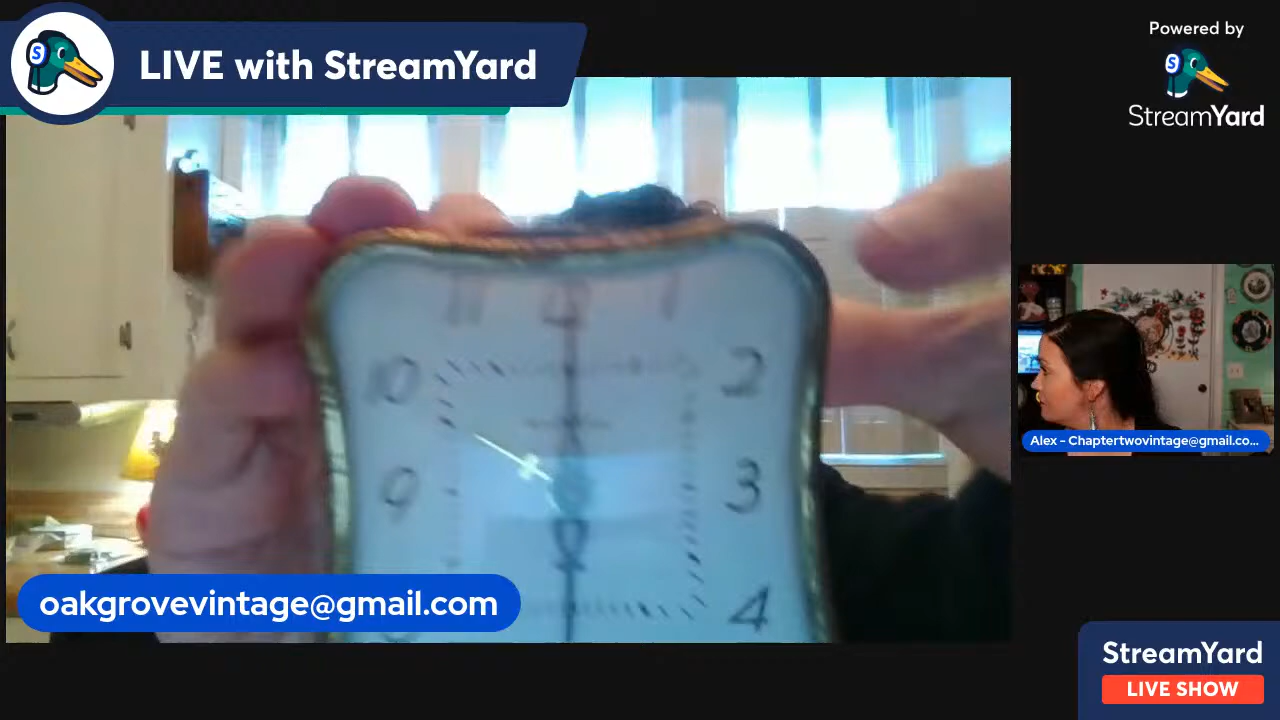 S
LIVE with StreamYard
Powered by
S
StreamYard
11 12 1
10 2
9 3
4
Alex - Chaptertwovintage@gmail.co...
oakgrovevintage@gmail.com
StreamYard
LIVE SHOW